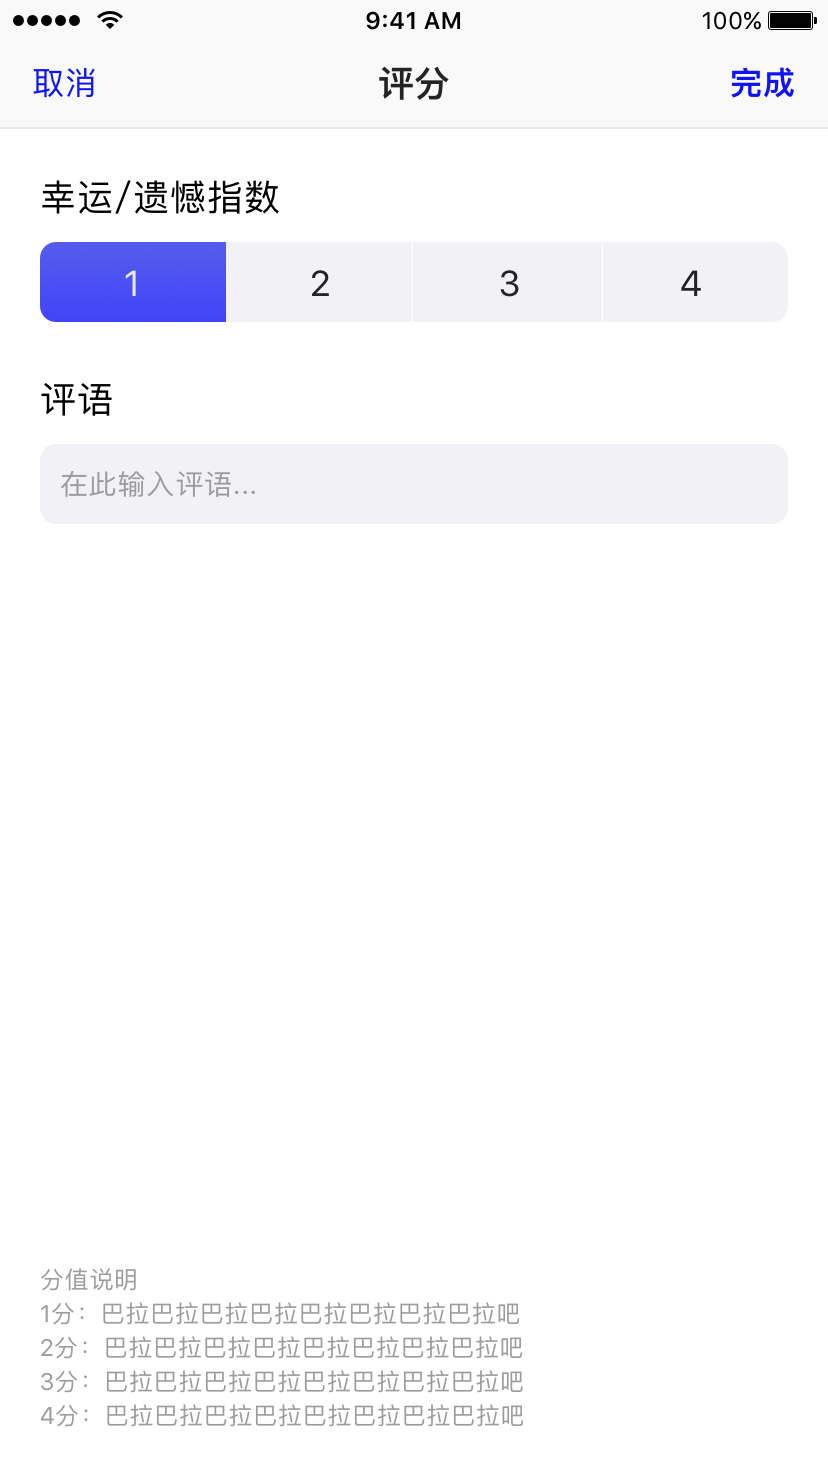 9:41 AM 100%
取消 评分 完成
幸运/遗憾指数
1 2 3 4
评语
在此输入评语...
分值说明
1分：巴拉巴拉巴拉巴拉巴拉巴拉巴拉巴拉吧
2分：巴拉巴拉巴拉巴拉巴拉巴拉巴拉巴拉吧
3分：巴拉巴拉巴拉巴拉巴拉巴拉巴拉巴拉吧
4分：巴拉巴拉巴拉巴拉巴拉巴拉巴拉巴拉吧